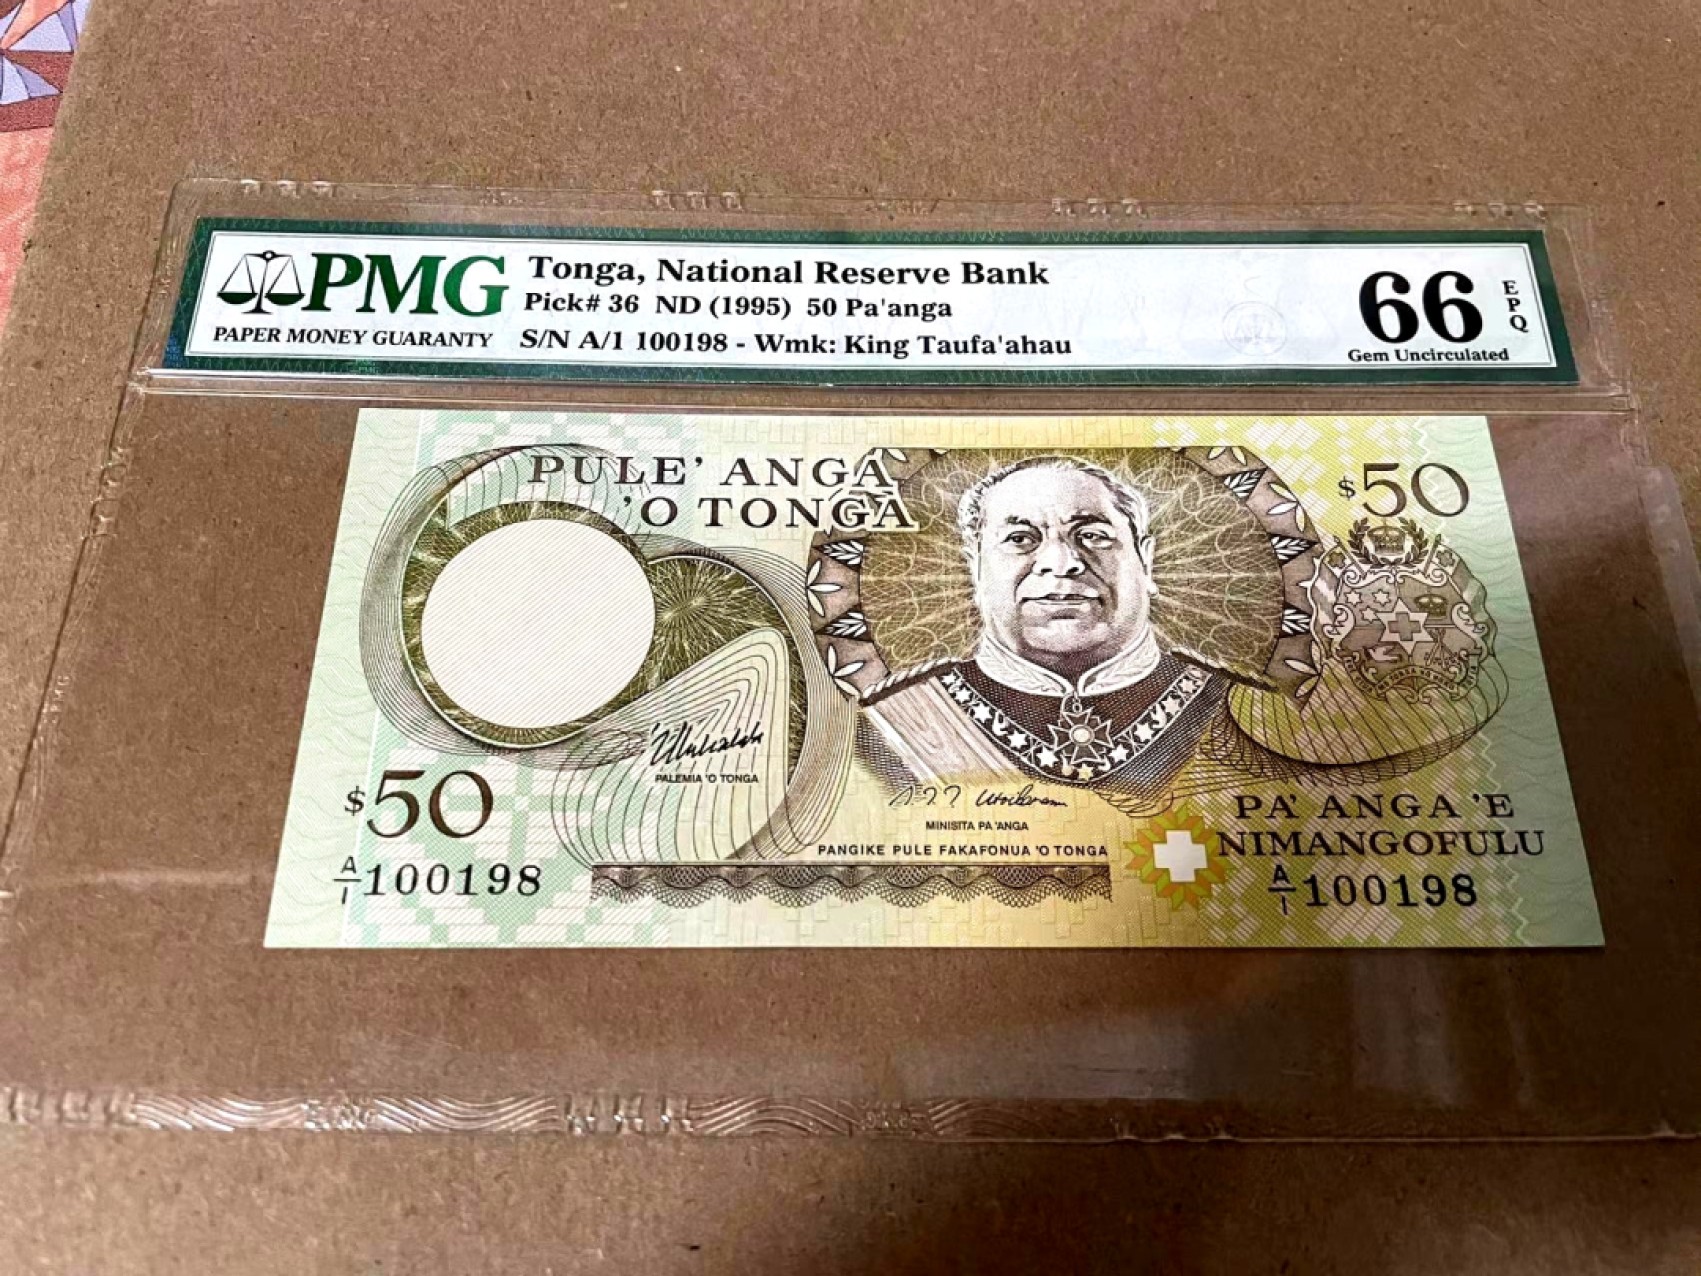 PMG
PAPER MONEY GUARANTY
Tonga, National Reserve Bank
Pick# 36 ND (1995) 50 Pa'anga
S/N A/1 100198 - Wmk: King Taufa'ahau
66
EPQ
Gem Uncirculated
PULE' ANGA
'O TONGA
$50
PALEMIA 'O TONGA
$50
MINISITA PA'ANGA
PANGIKE PULE FAKAFONUA 'O TONGA
PA' ANGA 'E
NIMANGOFULU
A/1 100198
A/1 100198